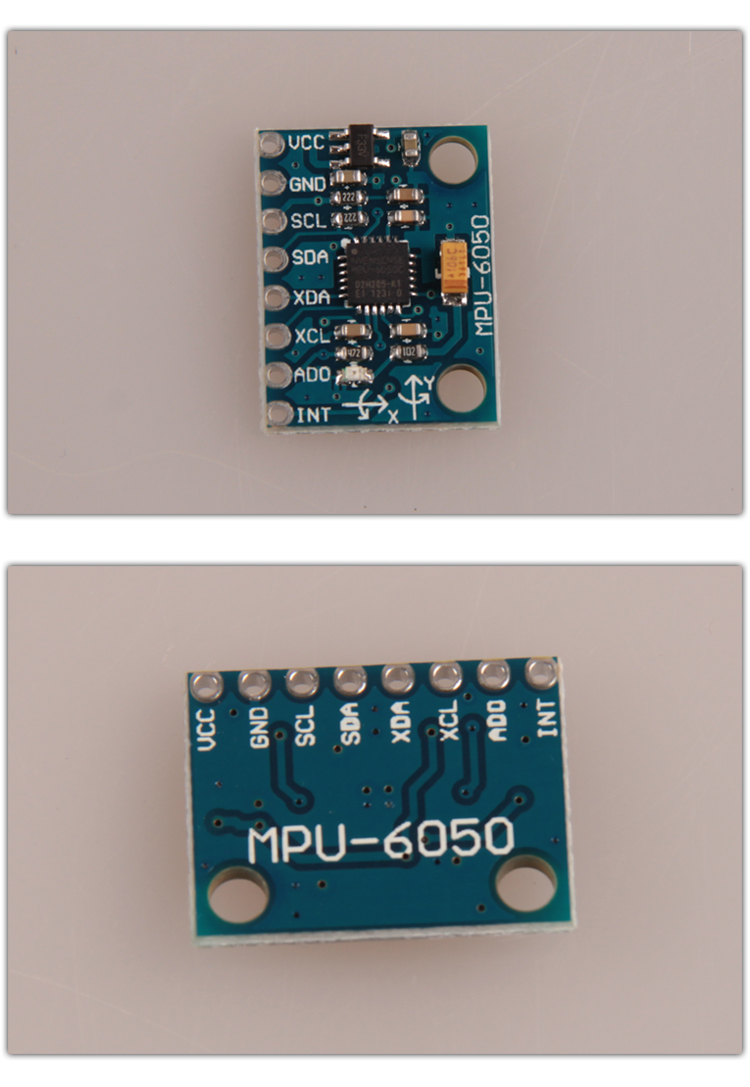 VCC
GND
SCL
SDA
XDA
XCL
ADO
INT
222
222
472
102
X
Y
MPU-6050
VCC
GND
SCL
SDA
XDA
XCL
ADO
INT
MPU-6050